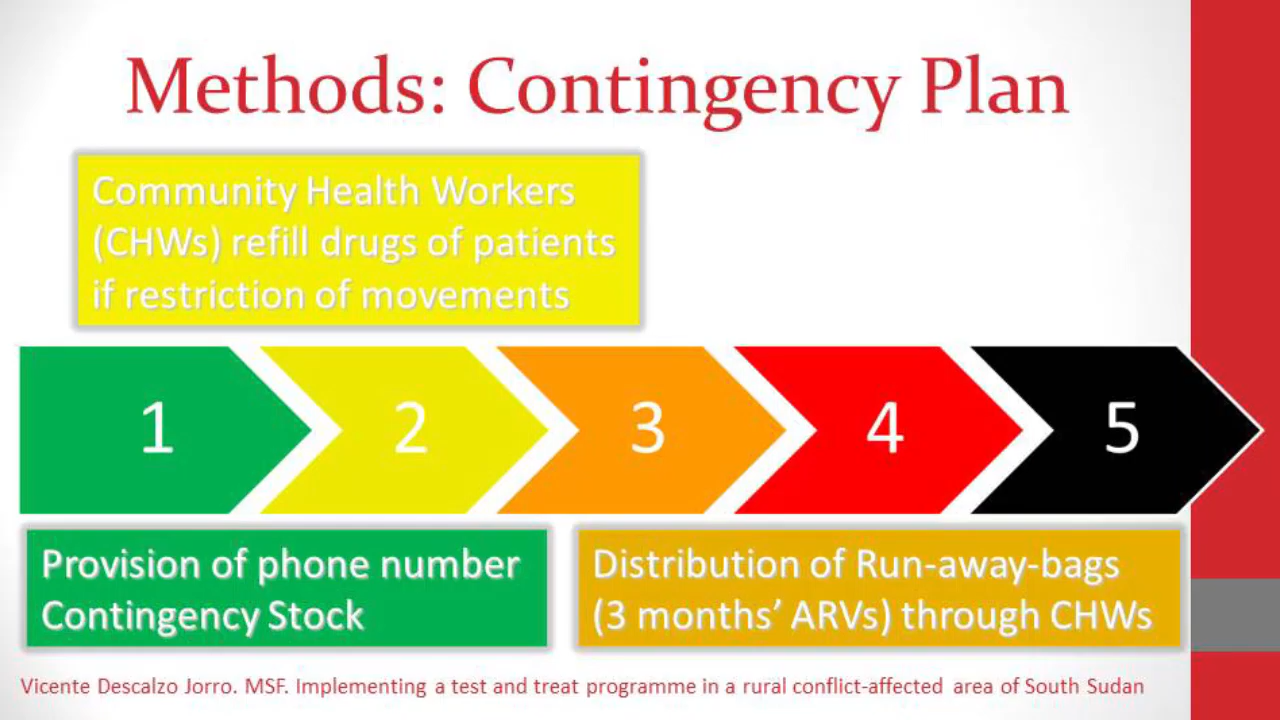 Methods: Contingency Plan
Community Health Workers
(CHWs) refill drugs of patients
if restriction of movements
1
2
3
4
5
Provision of phone number
Contingency Stock
Distribution of Run-away-bags
(3 months’ ARVs) through CHWs
Vicente Descalzo Jorro. MSF. Implementing a test and treat programme in a rural conflict-affected area of South Sudan